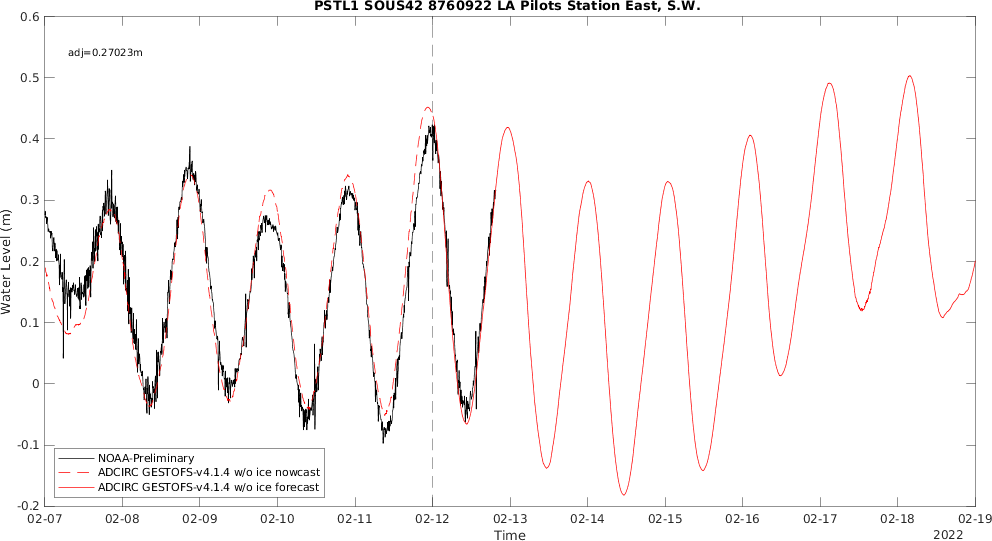 PSTL1 SOUS42 8760922 LA Pilots Station East, S.W.
adj=0.27023m
Water Level (m)
0.6
0.5
0.4
0.3
0.2
0.1
0
-0.1
-0.2
NOAA-Preliminary
ADCIRC GESTOFS-v4.1.4 w/o ice nowcast
ADCIRC GESTOFS-v4.1.4 w/o ice forecast
02-07 02-08 02-09 02-10 02-11 02-12 02-13 02-14 02-15 02-16 02-17 02-18 02-19
Time
2022